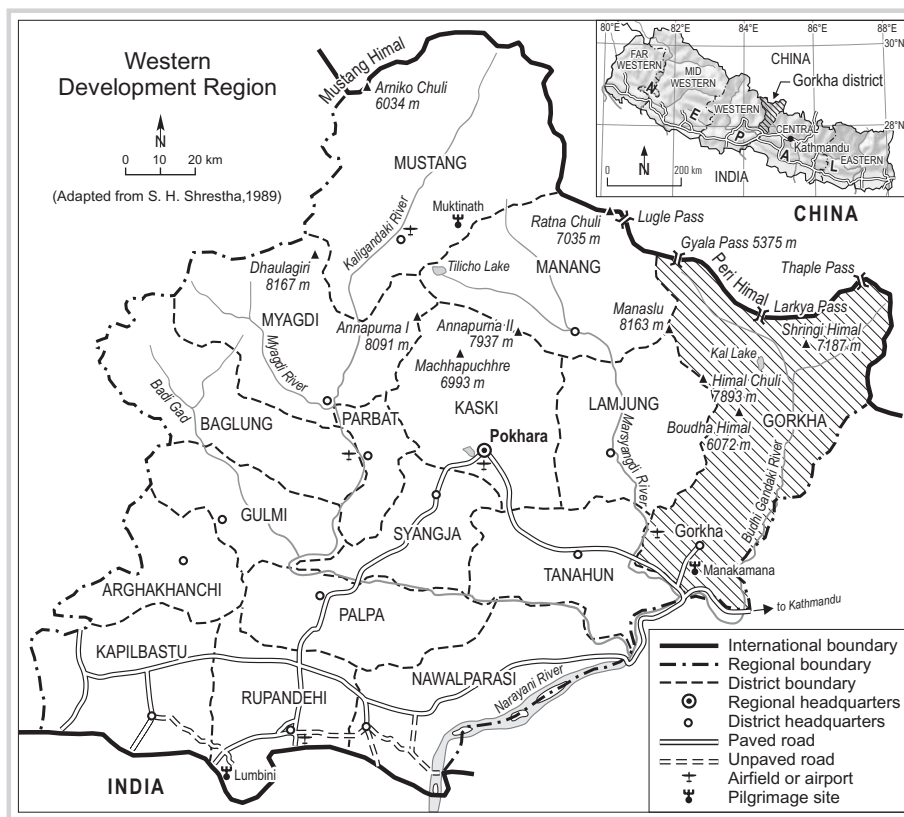 Western
Development Region
N
0 10 20 km
(Adapted from S. H. Shrestha,1989)
80°E 82°E 84°E 86°E 88°E
30°N
28°N
FAR
WESTERN
MID
WESTERN
WESTERN
CENTRAL
EASTERN
CHINA
Gorkha district
N E P A L
Kathmandu
N
0 200 km
INDIA
CHINA
Mustang Himal
Arniko Chuli
6034 m
MUSTANG
Kaligandaki River
Muktinath
Ratna Chuli
7035 m
Lugle Pass
Gyala Pass 5375 m
Peri Himal
Thaple Pass
Larkya Pass
Shringi Himal
7187 m
Dhaulagiri
8167 m
Tilicho Lake
MANANG
Manaslu
8163 m
Kal Lake
MYAGDI
Myagdi River
Annapurna I
8091 m
Annapurna II
7937 m
Machhapuchhre
6993 m
Himal Chuli
7893 m
Boudha Himal
6072 m
GORKHA
Badi Gad
BAGLUNG
PARBAT
KASKI
LAMJUNG
Marsyangdi River
Budhi Gandaki River
Pokhara
GULMI
SYANGJA
Gorkha
Manakamana
ARGHAKHANCHI
TANAHUN
to Kathmandu
PALPA
KAPILBASTU
NAWALPARASI
RUPANDEHI
Narayani River
Lumbini
INDIA
International boundary
Regional boundary
District boundary
Regional headquarters
District headquarters
Paved road
Unpaved road
Airfield or airport
Pilgrimage site